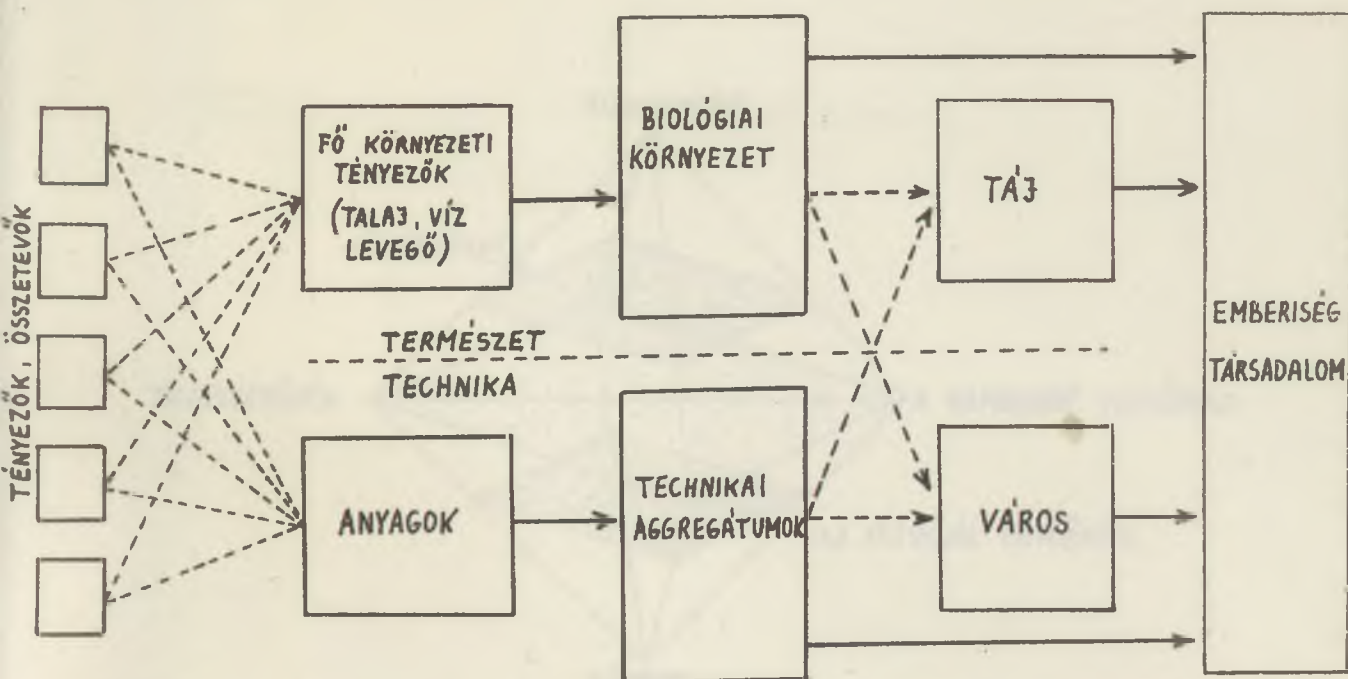 TÉNYEZŐK, ÖSSZETEVŐK
FŐ KÖRNYEZETI
TÉNYEZŐK
(TALAJ, VÍZ
LEVEGŐ)
BIOLÓGIAI
KÖRNYEZET
TÁJ
TERMÉSZET
TECHNIKA
ANYAGOK
TECHNIKAI
AGGREGÁTUMOK
VÁROS
EMBERISÉG
TÁRSADALOM